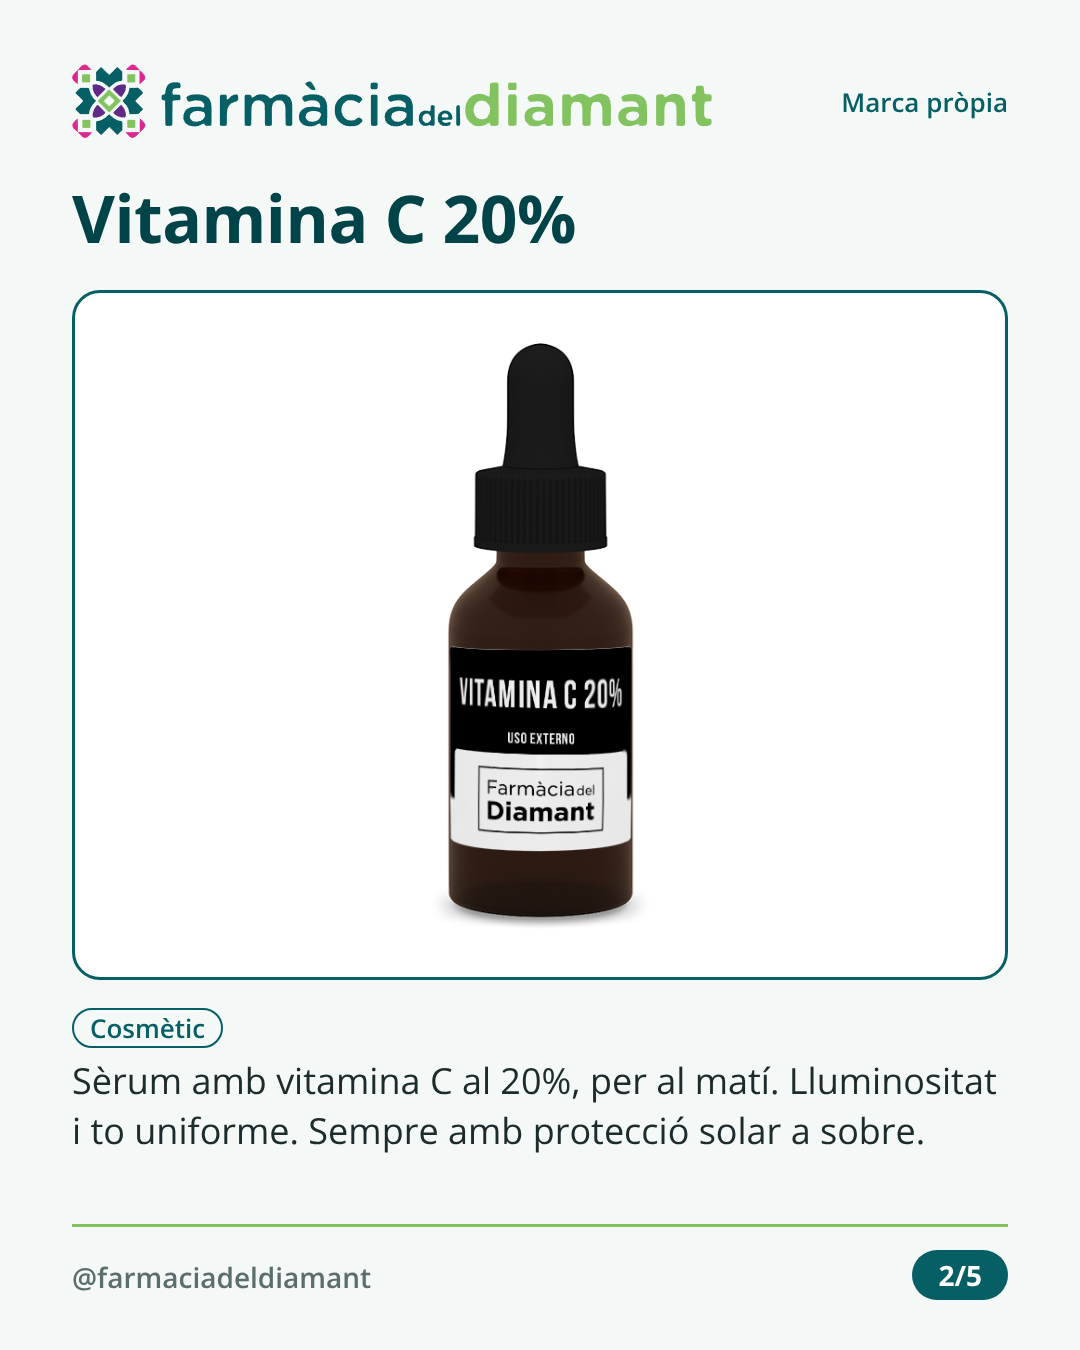 farmàciadeldiamant
Marca pròpia
Vitamina C 20%
VITAMINA C 20%
USO EXTERNO
Farmàciadel
Diamant
Cosmètic
Sèrum amb vitamina C al 20%, per al matí. Lluminositat
i to uniforme. Sempre amb protecció solar a sobre.
@farmaciadeldiamant
2/5